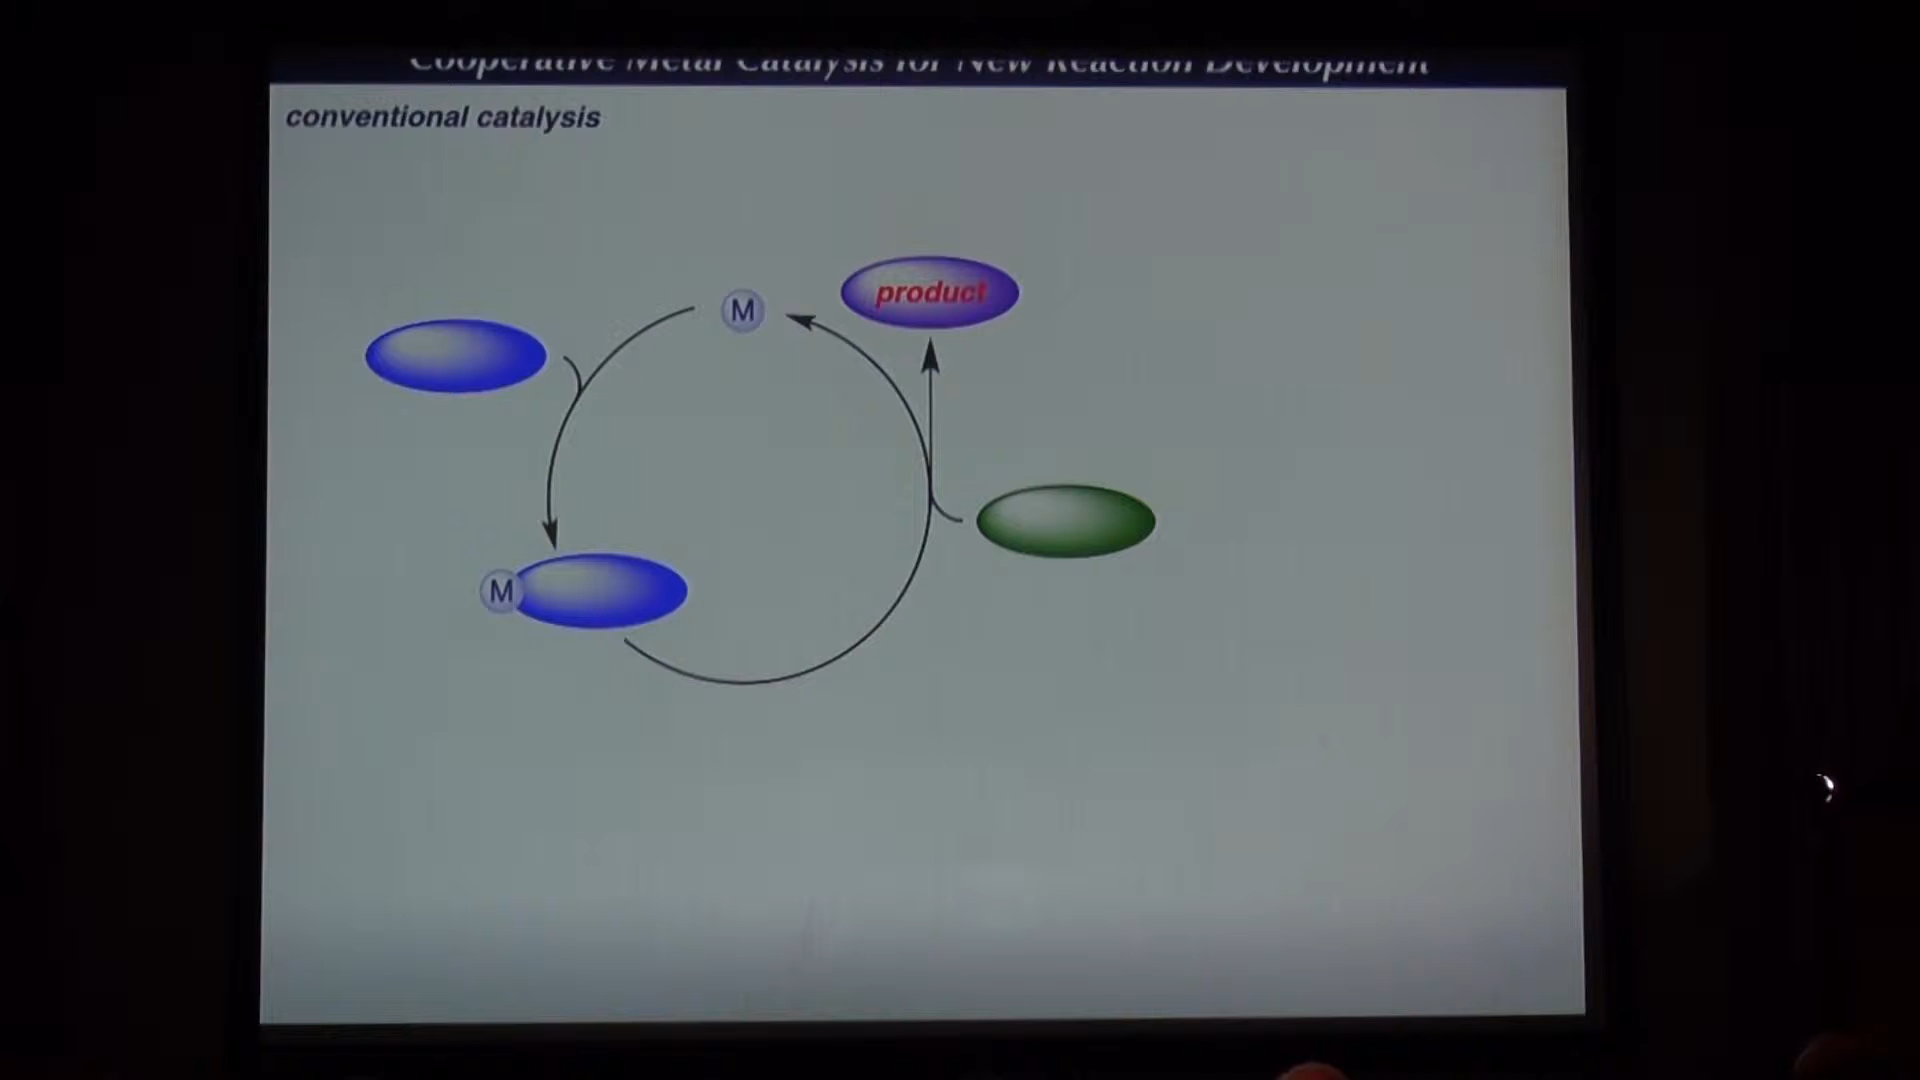 Cooperative Metal Catalysis for New Reaction Development
conventional catalysis
product
M
M